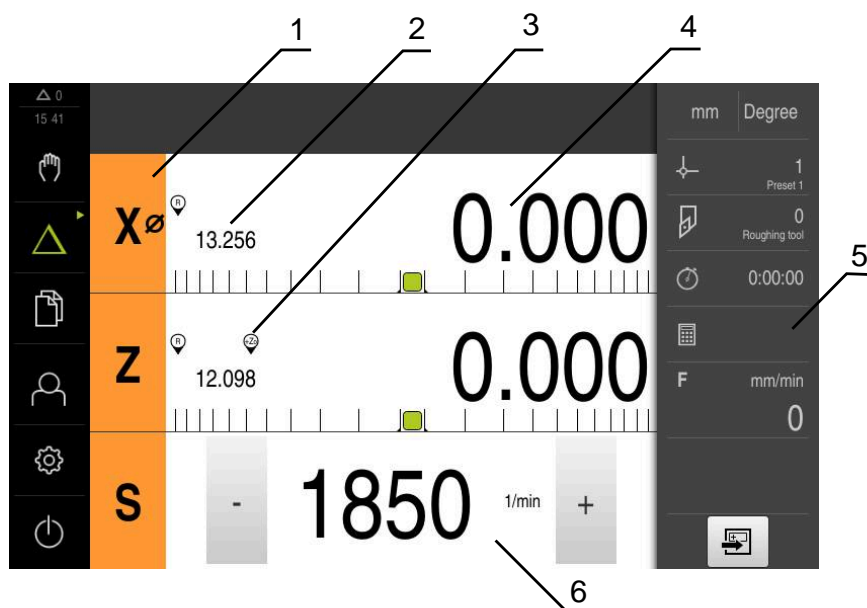 1
2
3
4
0
15 41
mm
Degree
1
Preset 1
R
X⌀
13.256
0.000
0
Roughing tool
5
0:00:00
R
+Z₀
Z
12.098
0.000
F
mm/min
0
S
-
1850
1/min
+
6